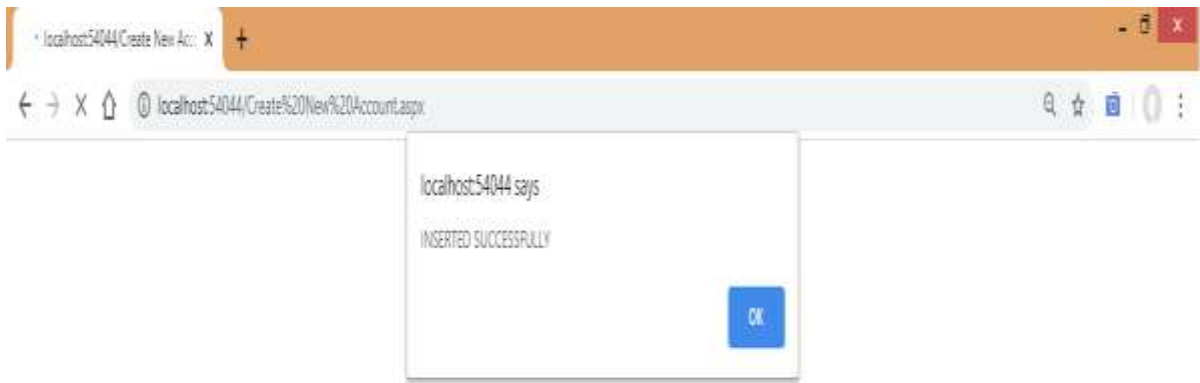 localhost:54044/Create New Ac: X +
localhost:54044/Create%20New%20Account.aspx
localhost:54044 says
INSERTED SUCCESSFULLY
OK